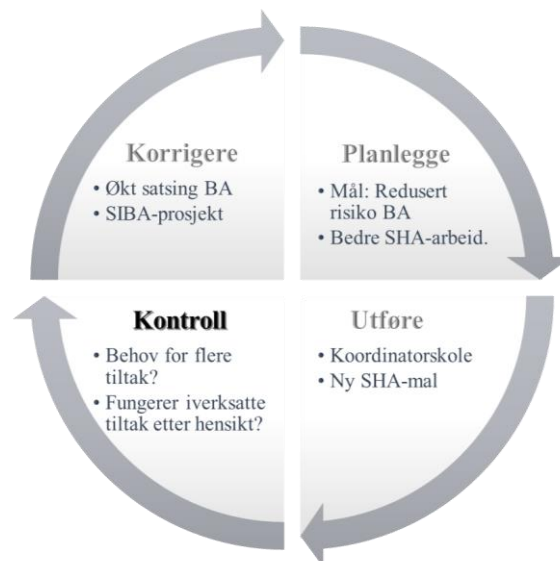 Korrigere
• Økt satsing BA
• SIBA-prosjekt
Planlegge
• Mål: Redusert
risiko BA
• Bedre SHA-arbeid.
Kontroll
• Behov for flere
tiltak?
• Fungerer iverksatte
tiltak etter hensikt?
Utføre
• Koordinatorskole
• Ny SHA-mal